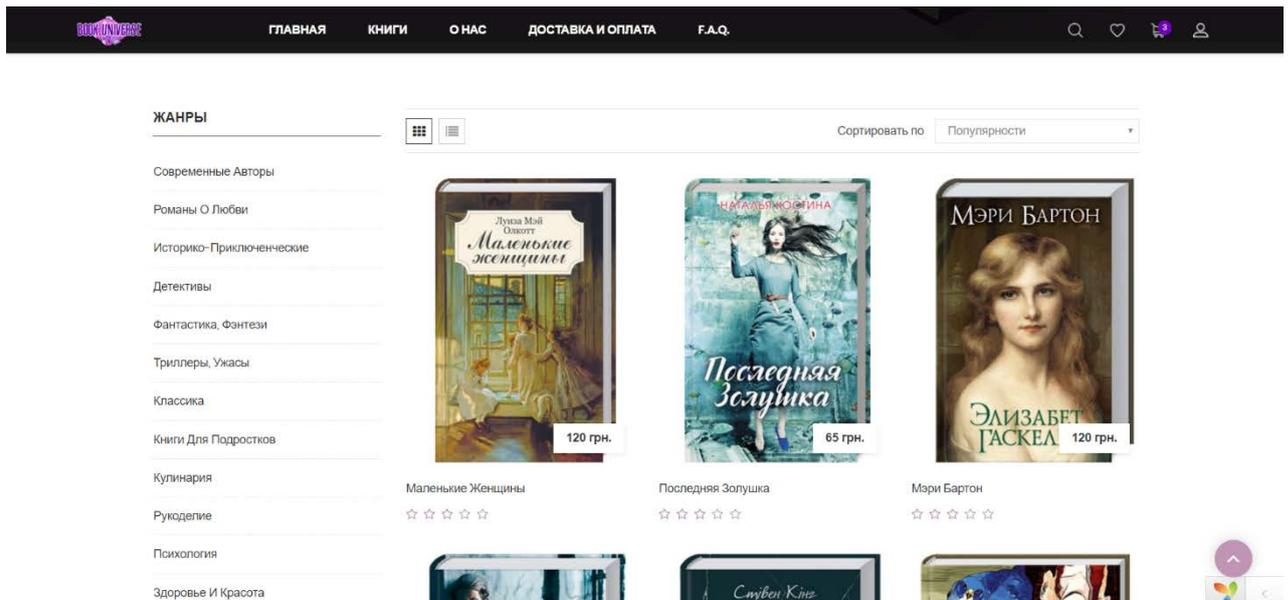 BOOK UNIVERSE
ГЛАВНАЯ
КНИГИ
О НАС
ДОСТАВКА И ОПЛАТА
F.A.Q.
3
ЖАНРЫ
Современные Авторы
Романы О Любви
Историко-Приключенческие
Детективы
Фантастика, Фэнтези
Триллеры, Ужасы
Классика
Книги Для Подростков
Кулинария
Рукоделие
Психология
Здоровье И Красота
Сортировать по
Популярности
Луиза Мэй
Олкотт
Маленькие
женщины
120 грн.
Маленькие Женщины
НАТАЛЬЯ КОСТИНА
Последняя
Золушка
65 грн.
Последняя Золушка
МЭРИ БАРТОН
ЭЛИЗАБЕТ
ГАСКЕЛ
120 грн.
Мэри Бартон
Стівен Кінг